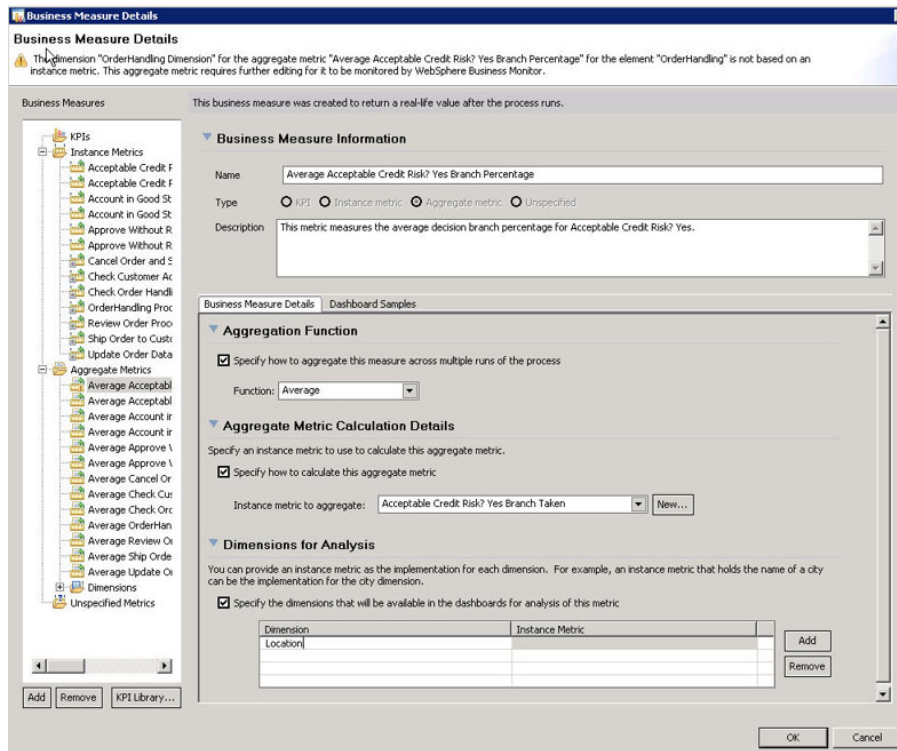 Business Measure Details
Business Measure Details
The dimension "OrderHandling Dimension" for the aggregate metric "Average Acceptable Credit Risk? Yes Branch Percentage" for the element "OrderHandling" is not based on an
instance metric. This aggregate metric requires further editing for it to be monitored by WebSphere Business Monitor.
Business Measures
KPIs
Instance Metrics
Acceptable Credit F
Acceptable Credit F
Account in Good St
Account in Good St
Approve Without R
Approve Without R
Cancel Order and S
Check Customer Ac
Check Order Handli
OrderHandling Proc
Review Order Proc
Ship Order to Custo
Update Order Data
Aggregate Metrics
Average Acceptabl
Average Acceptabl
Average Account ir
Average Account ir
Average Approve \
Average Approve \
Average Cancel Or
Average Check Cus
Average Check Orc
Average OrderHan
Average Review O
Average Ship Orde
Average Update O
Dimensions
Unspecified Metrics
Add Remove KPI Library...
This business measure was created to return a real-life value after the process runs.
Business Measure Information
Name Average Acceptable Credit Risk? Yes Branch Percentage
Type KPI Instance metric Aggregate metric Unspecified
Description This metric measures the average decision branch percentage for Acceptable Credit Risk? Yes.
Business Measure Details Dashboard Samples
Aggregation Function
Specify how to aggregate this measure across multiple runs of the process
Function: Average
Aggregate Metric Calculation Details
Specify an instance metric to use to calculate this aggregate metric.
Specify how to calculate this aggregate metric
Instance metric to aggregate: Acceptable Credit Risk? Yes Branch Taken New...
Dimensions for Analysis
You can provide an instance metric as the implementation for each dimension. For example, an instance metric that holds the name of a city
can be the implementation for the city dimension.
Specify the dimensions that will be available in the dashboards for analysis of this metric
Dimension Instance Metric
Location
Add
Remove
OK Cancel